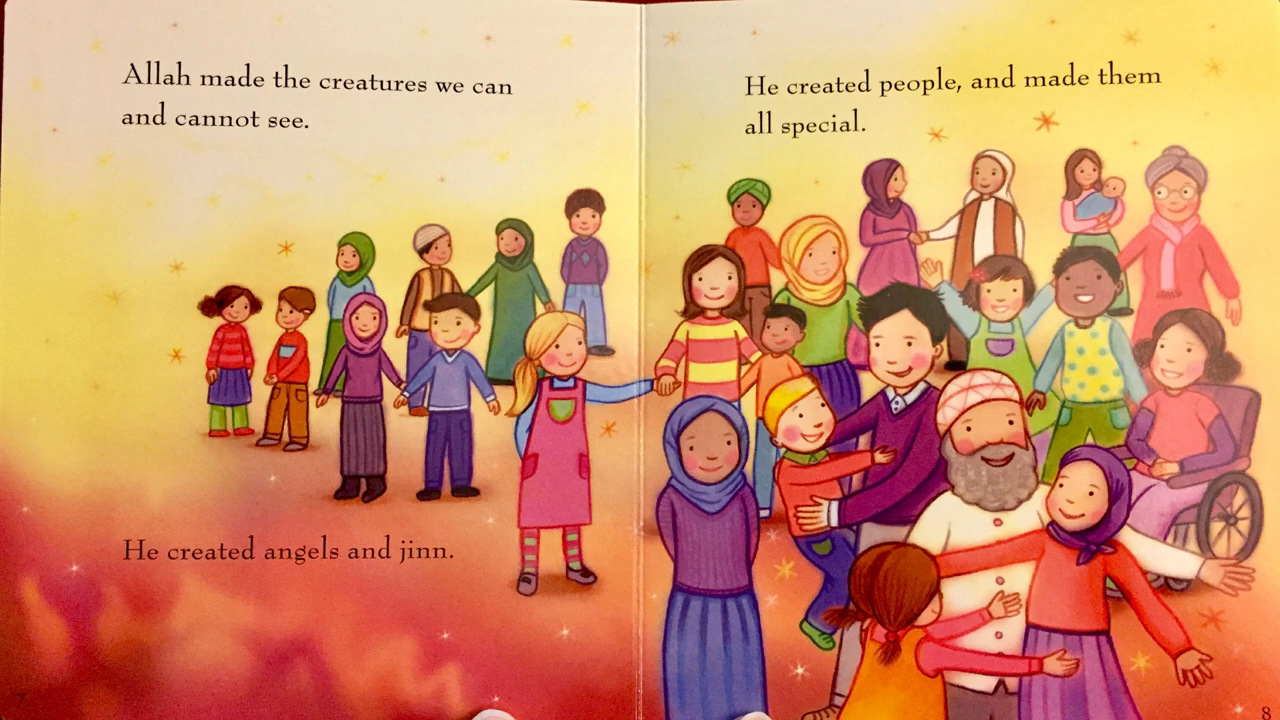 Allah made the creatures we can
and cannot see.
He created angels and jinn.
7
He created people, and made them
all special.
8